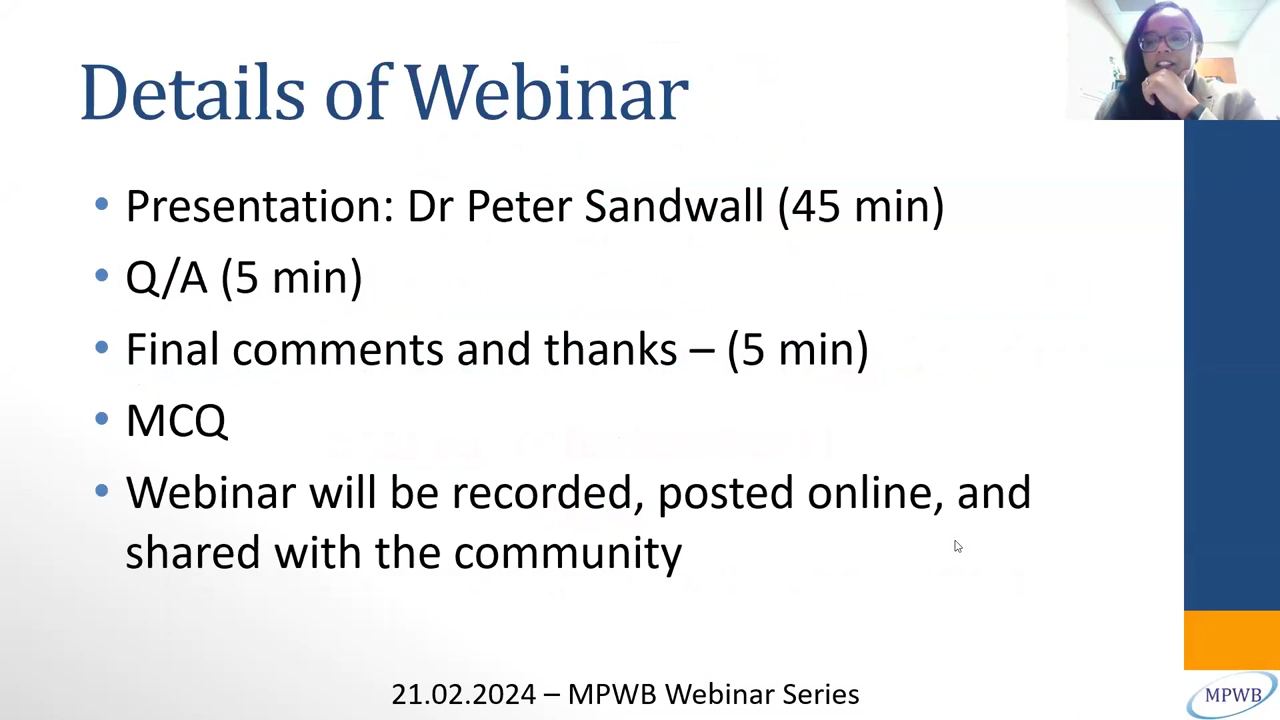 Details of Webinar
• Presentation: Dr Peter Sandwall (45 min)
• Q/A (5 min)
• Final comments and thanks – (5 min)
• MCQ
• Webinar will be recorded, posted online, and
shared with the community
21.02.2024 – MPWB Webinar Series
MPWB